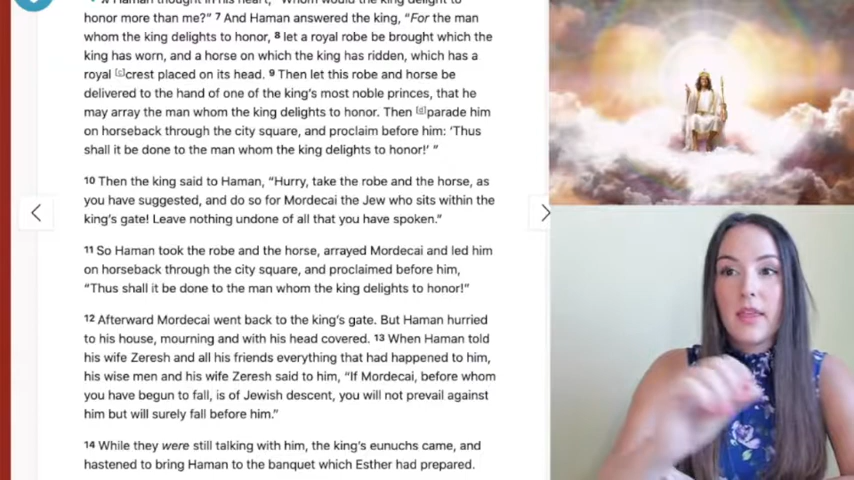 Haman thought in his heart, "Whom would the king delight to
honor more than me?" 7 And Haman answered the king, "For the man
whom the king delights to honor, 8 let a royal robe be brought which the
king has worn, and a horse on which the king has ridden, which has a
royal [c]crest placed on its head. 9 Then let this robe and horse be
delivered to the hand of one of the king's most noble princes, that he
may array the man whom the king delights to honor. Then [d]parade him
on horseback through the city square, and proclaim before him: 'Thus
shall it be done to the man whom the king delights to honor!' "
10 Then the king said to Haman, "Hurry, take the robe and the horse, as
you have suggested, and do so for Mordecai the Jew who sits within the
king's gate! Leave nothing undone of all that you have spoken."
11 So Haman took the robe and the horse, arrayed Mordecai and led him
on horseback through the city square, and proclaimed before him,
"Thus shall it be done to the man whom the king delights to honor!"
12 Afterward Mordecai went back to the king's gate. But Haman hurried
to his house, mourning and with his head covered. 13 When Haman told
his wife Zeresh and all his friends everything that had happened to him,
his wise men and his wife Zeresh said to him, "If Mordecai, before whom
you have begun to fall, is of Jewish descent, you will not prevail against
him but will surely fall before him."
14 While they were still talking with him, the king's eunuchs came, and
hastened to bring Haman to the banquet which Esther had prepared.